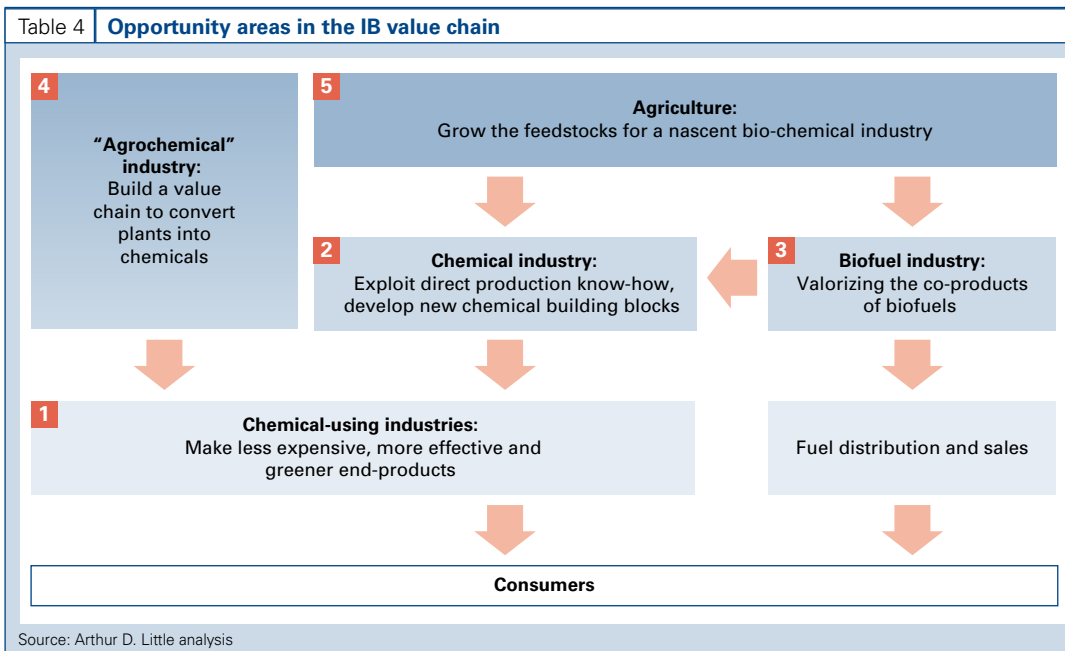 Table 4 Opportunity areas in the IB value chain
4
"Agrochemical"
industry:
Build a value
chain to convert
plants into
chemicals
5
Agriculture:
Grow the feedstocks for a nascent bio-chemical industry
2
Chemical industry:
Exploit direct production know-how,
develop new chemical building blocks
3
Biofuel industry:
Valorizing the co-products
of biofuels
1
Chemical-using industries:
Make less expensive, more effective and
greener end-products
Fuel distribution and sales
Consumers
Source: Arthur D. Little analysis